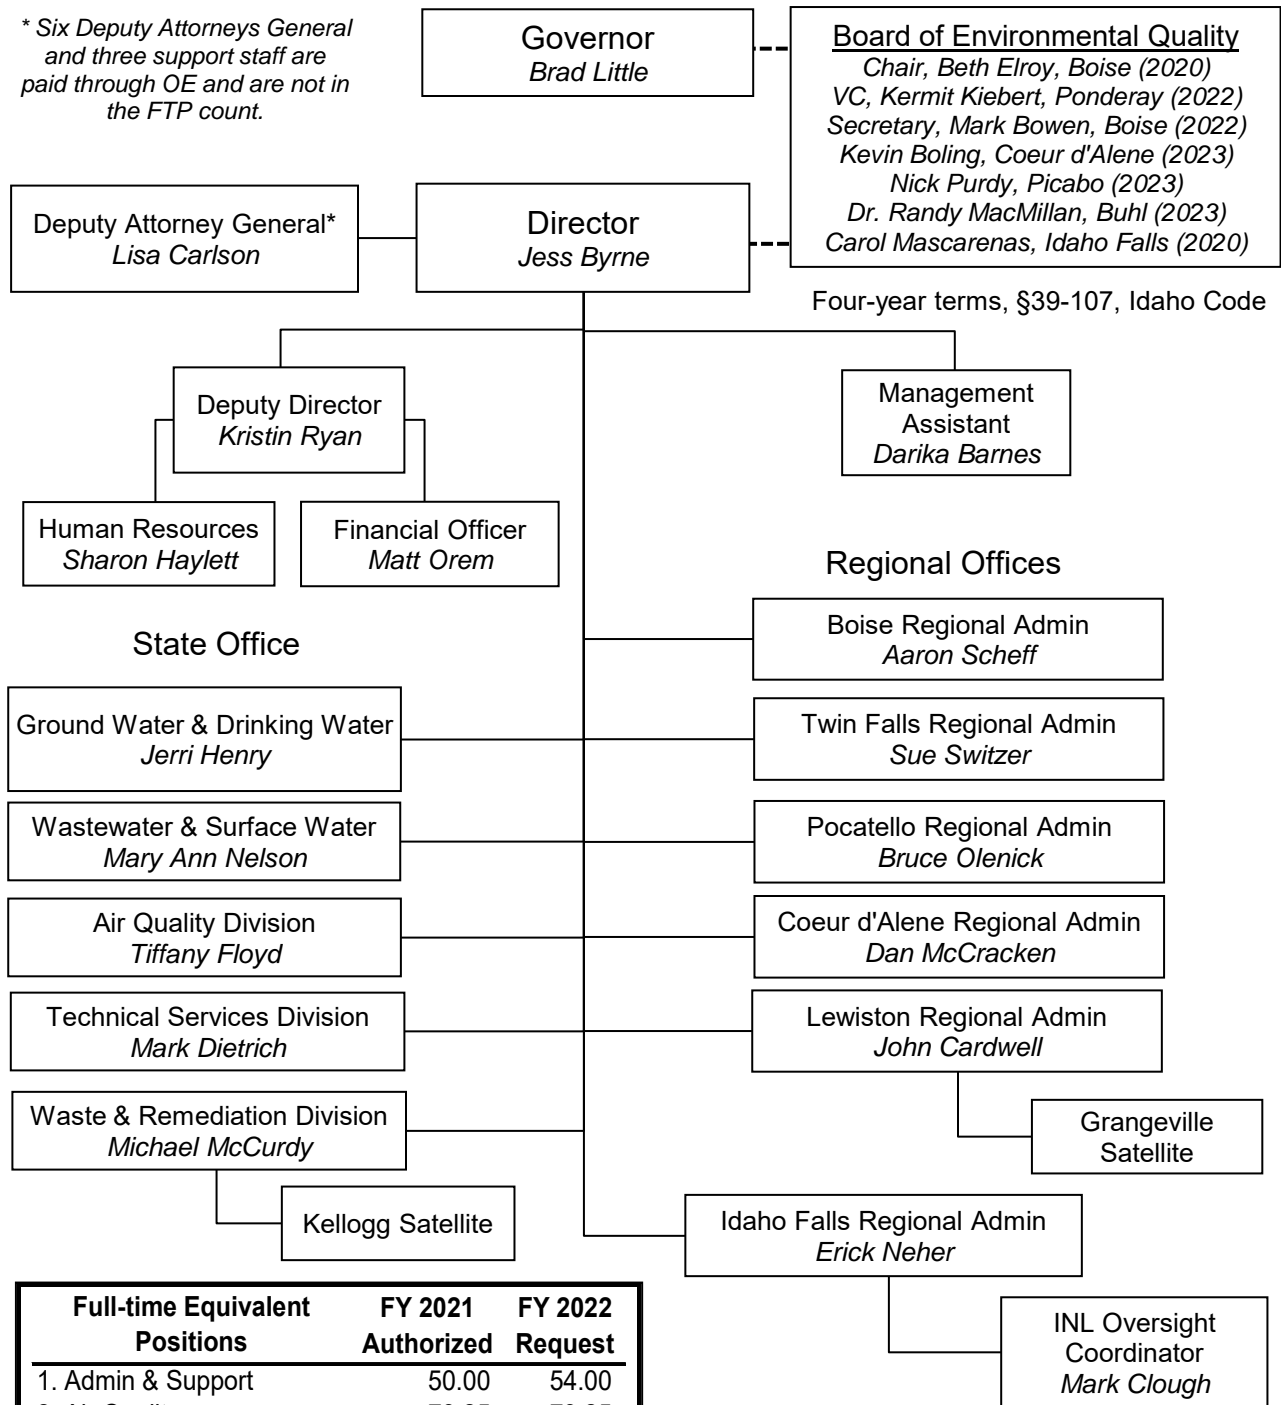 * Six Deputy Attorneys General
and three support staff are
paid through OE and are not in
the FTP count.
Governor
Brad Little
Board of Environmental Quality
Chair, Beth Elroy, Boise (2020)
VC, Kermit Kiebert, Ponderay (2022)
Secretary, Mark Bowen, Boise (2022)
Kevin Boling, Coeur d'Alene (2023)
Nick Purdy, Picabo (2023)
Dr. Randy MacMillan, Buhl (2023)
Carol Mascarenas, Idaho Falls (2020)
Four-year terms, §39-107, Idaho Code
Deputy Attorney General*
Lisa Carlson
Director
Jess Byrne
Deputy Director
Kristin Ryan
Management
Assistant
Darika Barnes
Human Resources
Sharon Haylett
Financial Officer
Matt Orem
State Office
Ground Water & Drinking Water
Jerri Henry
Wastewater & Surface Water
Mary Ann Nelson
Air Quality Division
Tiffany Floyd
Technical Services Division
Mark Dietrich
Waste & Remediation Division
Michael McCurdy
Kellogg Satellite
Regional Offices
Boise Regional Admin
Aaron Scheff
Twin Falls Regional Admin
Sue Switzer
Pocatello Regional Admin
Bruce Olenick
Coeur d'Alene Regional Admin
Dan McCracken
Lewiston Regional Admin
John Cardwell
Grangeville
Satellite
Idaho Falls Regional Admin
Erick Neher
INL Oversight
Coordinator
Mark Clough
Full-time Equivalent FY 2021 FY 2022
Positions Authorized Request
1. Admin & Support 50.00 54.00